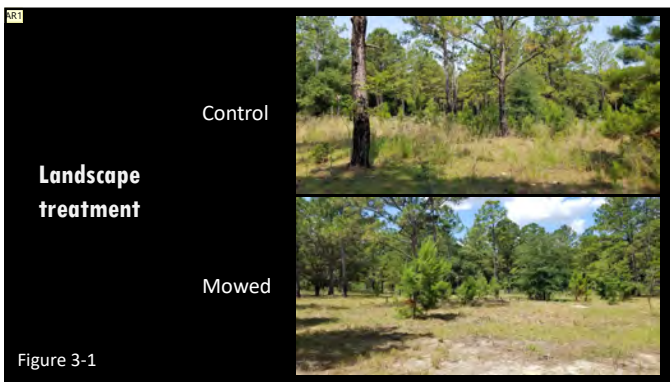 AR1
Control
Landscape
treatment
Mowed
Figure 3-1